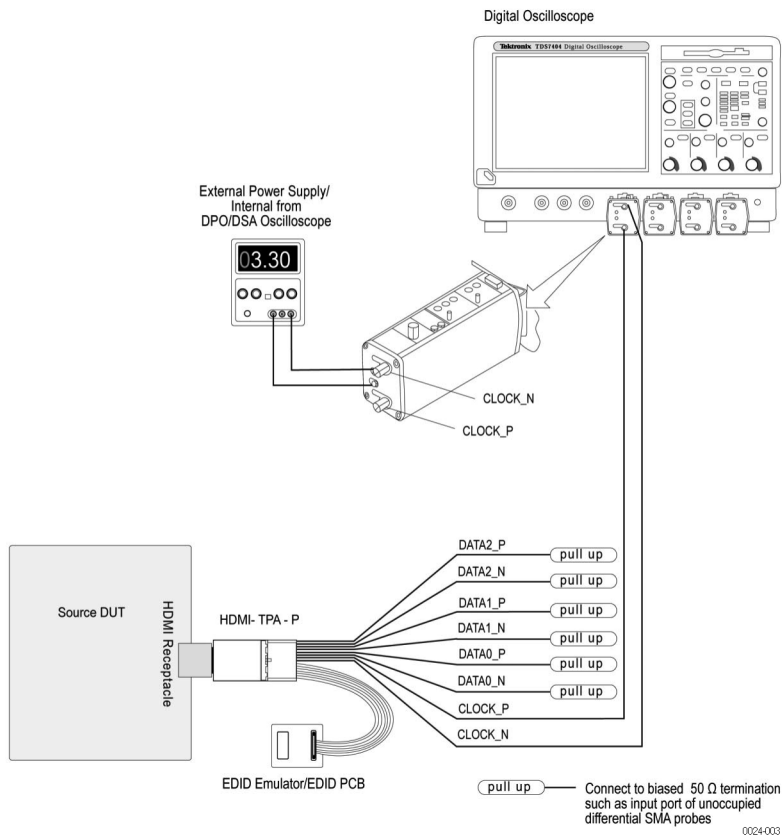 Digital Oscilloscope
Tektronix TDS7404 Digital Oscilloscope
External Power Supply/
Internal from
DPO/DSA Oscilloscope
03.30
CLOCK_N
CLOCK_P
Source DUT
HDMI Receptacle
HDMI- TPA - P
DATA2_P
pull up
DATA2_N
pull up
DATA1_P
pull up
DATA1_N
pull up
DATA0_P
pull up
DATA0_N
pull up
CLOCK_P
CLOCK_N
EDID Emulator/EDID PCB
pull up
Connect to biased 50 Ω termination
such as input port of unoccupied
differential SMA probes
0024-003